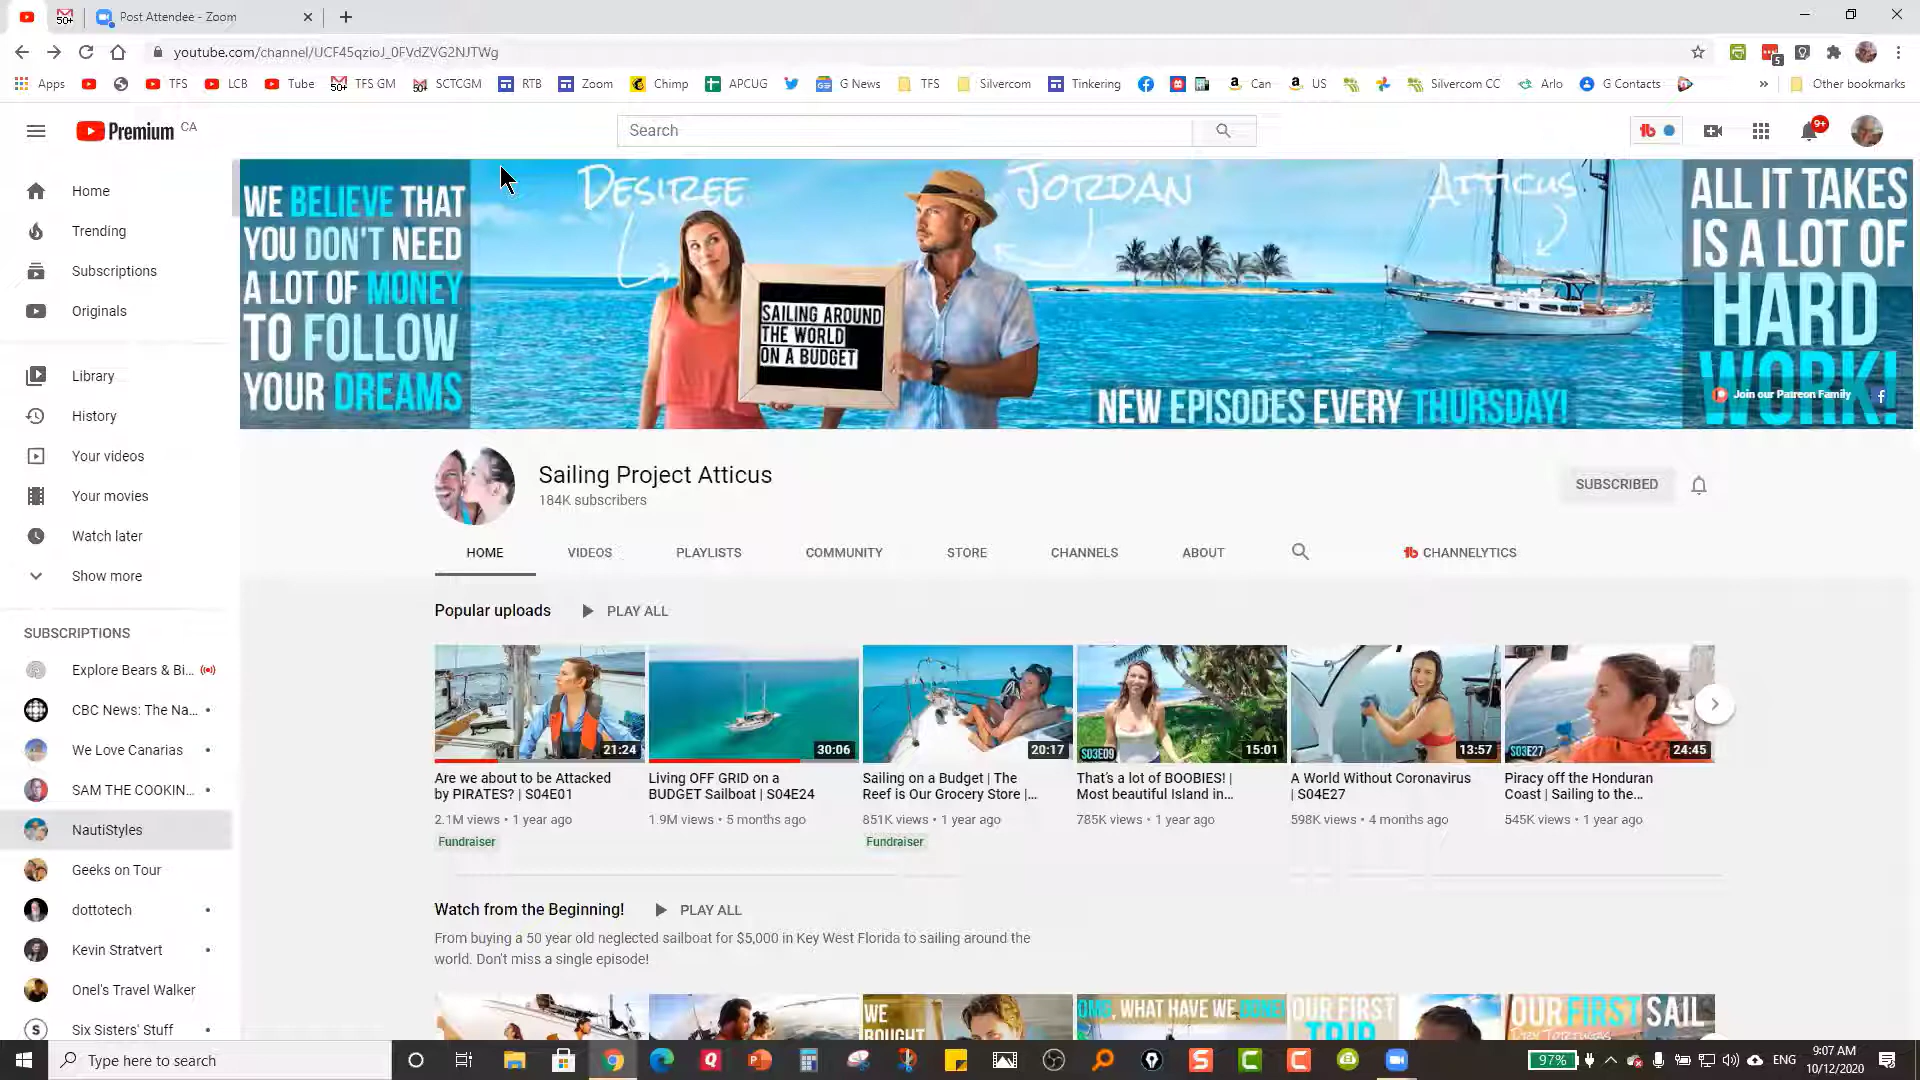 50+
Post Attendee - Zoom
youtube.com/channel/UCF45qzioJ_0FVdZVG2NJTWg
5
Apps
TFS
LCB
Tube
50+
TFS GM
SCTCGM
RTB
Zoom
Chimp
APCUG
G News
TFS
Silvercom
Tinkering
Can
US
Silvercom CC
Arlo
G Contacts
»
Other bookmarks
Premium CA
Search
9+
Home
Trending
Subscriptions
Originals
Library
History
Your videos
Your movies
Watch later
Show more
SUBSCRIPTIONS
Explore Bears & Bi...
CBC News: The Na...
We Love Canarias
SAM THE COOKIN...
NautiStyles
Geeks on Tour
dottotech
Kevin Stratvert
Onel's Travel Walker
Six Sisters' Stuff
WE BELIEVE THAT
YOU DON'T NEED
A LOT OF MONEY
TO FOLLOW
YOUR DREAMS
DESIREE
JORDAN
ATTICUS
SAILING AROUND
THE WORLD
ON A BUDGET
NEW EPISODES EVERY THURSDAY!
ALL IT TAKES
IS A LOT OF
HARD
WORK!
Join our Patreon Family
Sailing Project Atticus
184K subscribers
SUBSCRIBED
HOME
VIDEOS
PLAYLISTS
COMMUNITY
STORE
CHANNELS
ABOUT
CHANNELYTICS
Popular uploads
PLAY ALL
21:24
30:06
20:17
S03E09
15:01
13:57
S03E27
24:45
Are we about to be Attacked
by PIRATES? | S04E01
2.1M views • 1 year ago
Fundraiser
Living OFF GRID on a
BUDGET Sailboat | S04E24
1.9M views • 5 months ago
Sailing on a Budget | The
Reef is Our Grocery Store |...
851K views • 1 year ago
Fundraiser
That's a lot of BOOBIES! |
Most beautiful Island in...
785K views • 1 year ago
A World Without Coronavirus
| S04E27
598K views • 4 months ago
Piracy off the Honduran
Coast | Sailing to the...
545K views • 1 year ago
Watch from the Beginning!
PLAY ALL
From buying a 50 year old neglected sailboat for $5,000 in Key West Florida to sailing around the
world. Don't miss a single episode!
WE
BOUGHT
OMG, WHAT HAVE WE DONE!
OUR FIRST
TRIP
OUR FIRST SAIL
Type here to search
97%
ENG
9:07 AM
10/12/2020